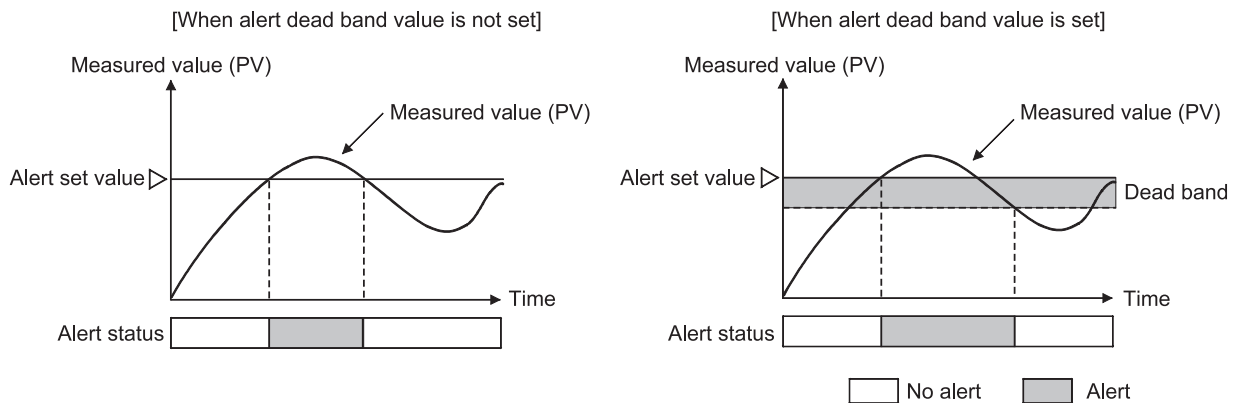 [When alert dead band value is not set]
Measured value (PV)
Measured value (PV)
Alert set value
Time
Alert status
[When alert dead band value is set]
Measured value (PV)
Measured value (PV)
Alert set value
Dead band
Time
Alert status
No alert
Alert